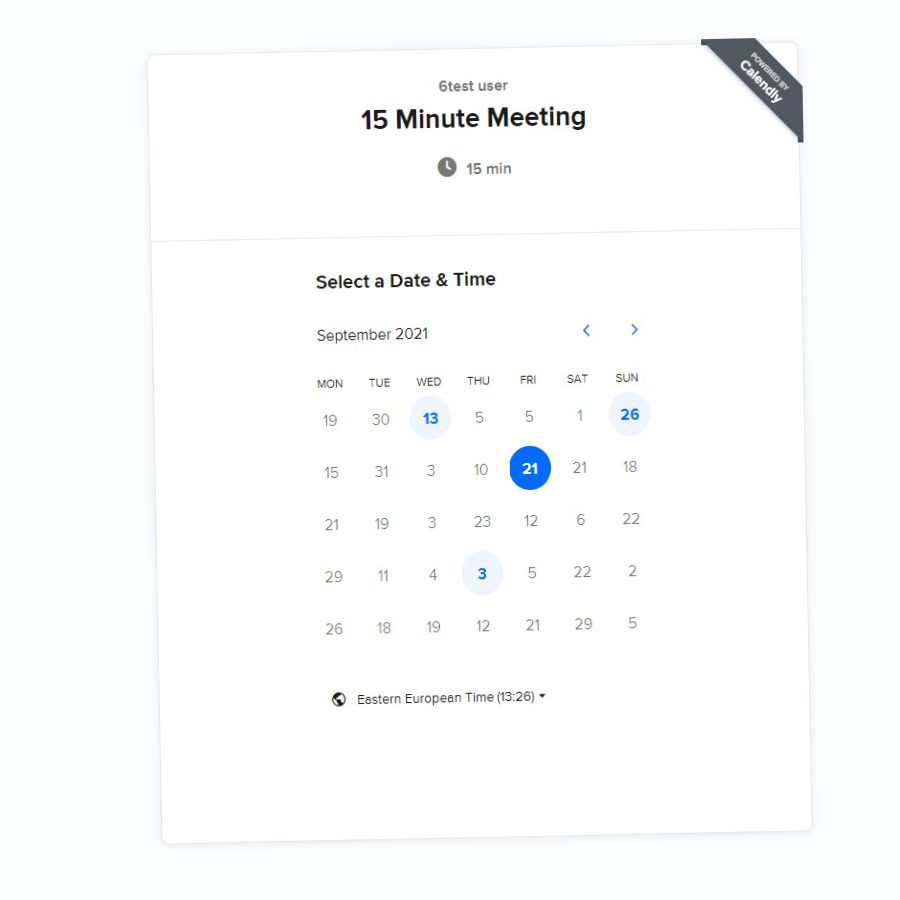 POWERED BY
Calendly
6test user
15 Minute Meeting
15 min
Select a Date & Time
September 2021
MON TUE WED THU FRI SAT SUN
19 30 13 5 5 1 26
15 31 3 10 21 21 18
21 19 3 23 12 6 22
29 11 4 3 5 22 2
26 18 19 12 21 29 5
Eastern European Time (13:26)